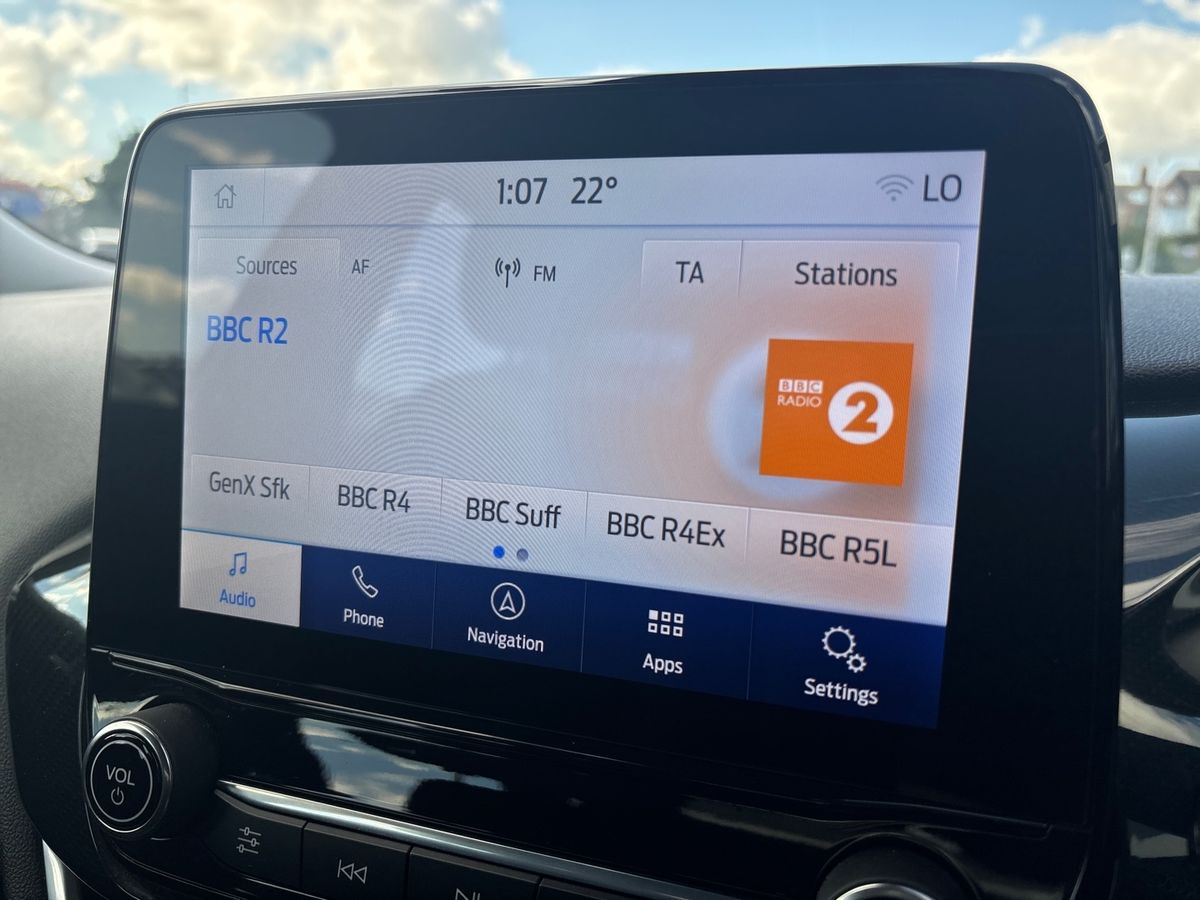 1:07 22° LO
Sources AF FM TA Stations
BBC R2
BBC
RADIO 2
GenX Sfk BBC R4 BBC Suff BBC R4Ex BBC R5L
Audio Phone Navigation Apps Settings
VOL